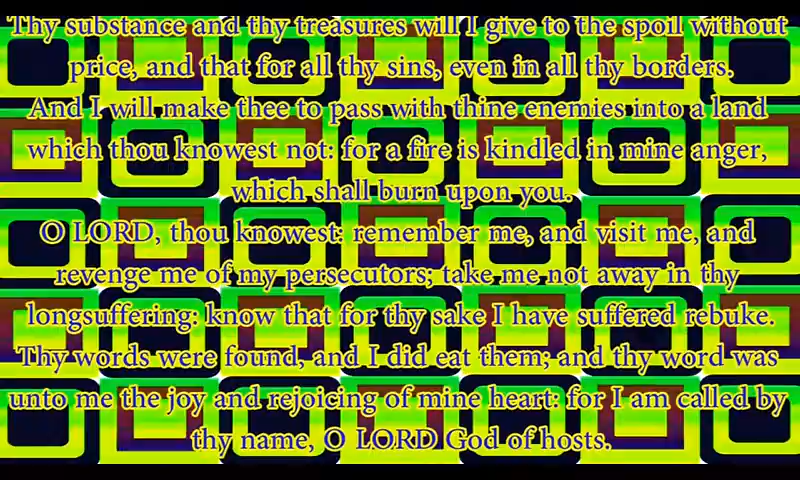 Thy substance and thy treasures will I give to the spoil without
price, and that for all thy sins, even in all thy borders.
And I will make thee to pass with thine enemies into a land
which thou knowest not: for a fire is kindled in mine anger,
which shall burn upon you.
O LORD, thou knowest: remember me, and visit me, and
revenge me of my persecutors; take me not away in thy
longsuffering: know that for thy sake I have suffered rebuke.
Thy words were found, and I did eat them; and thy word was
unto me the joy and rejoicing of mine heart: for I am called by
thy name, O LORD God of hosts.